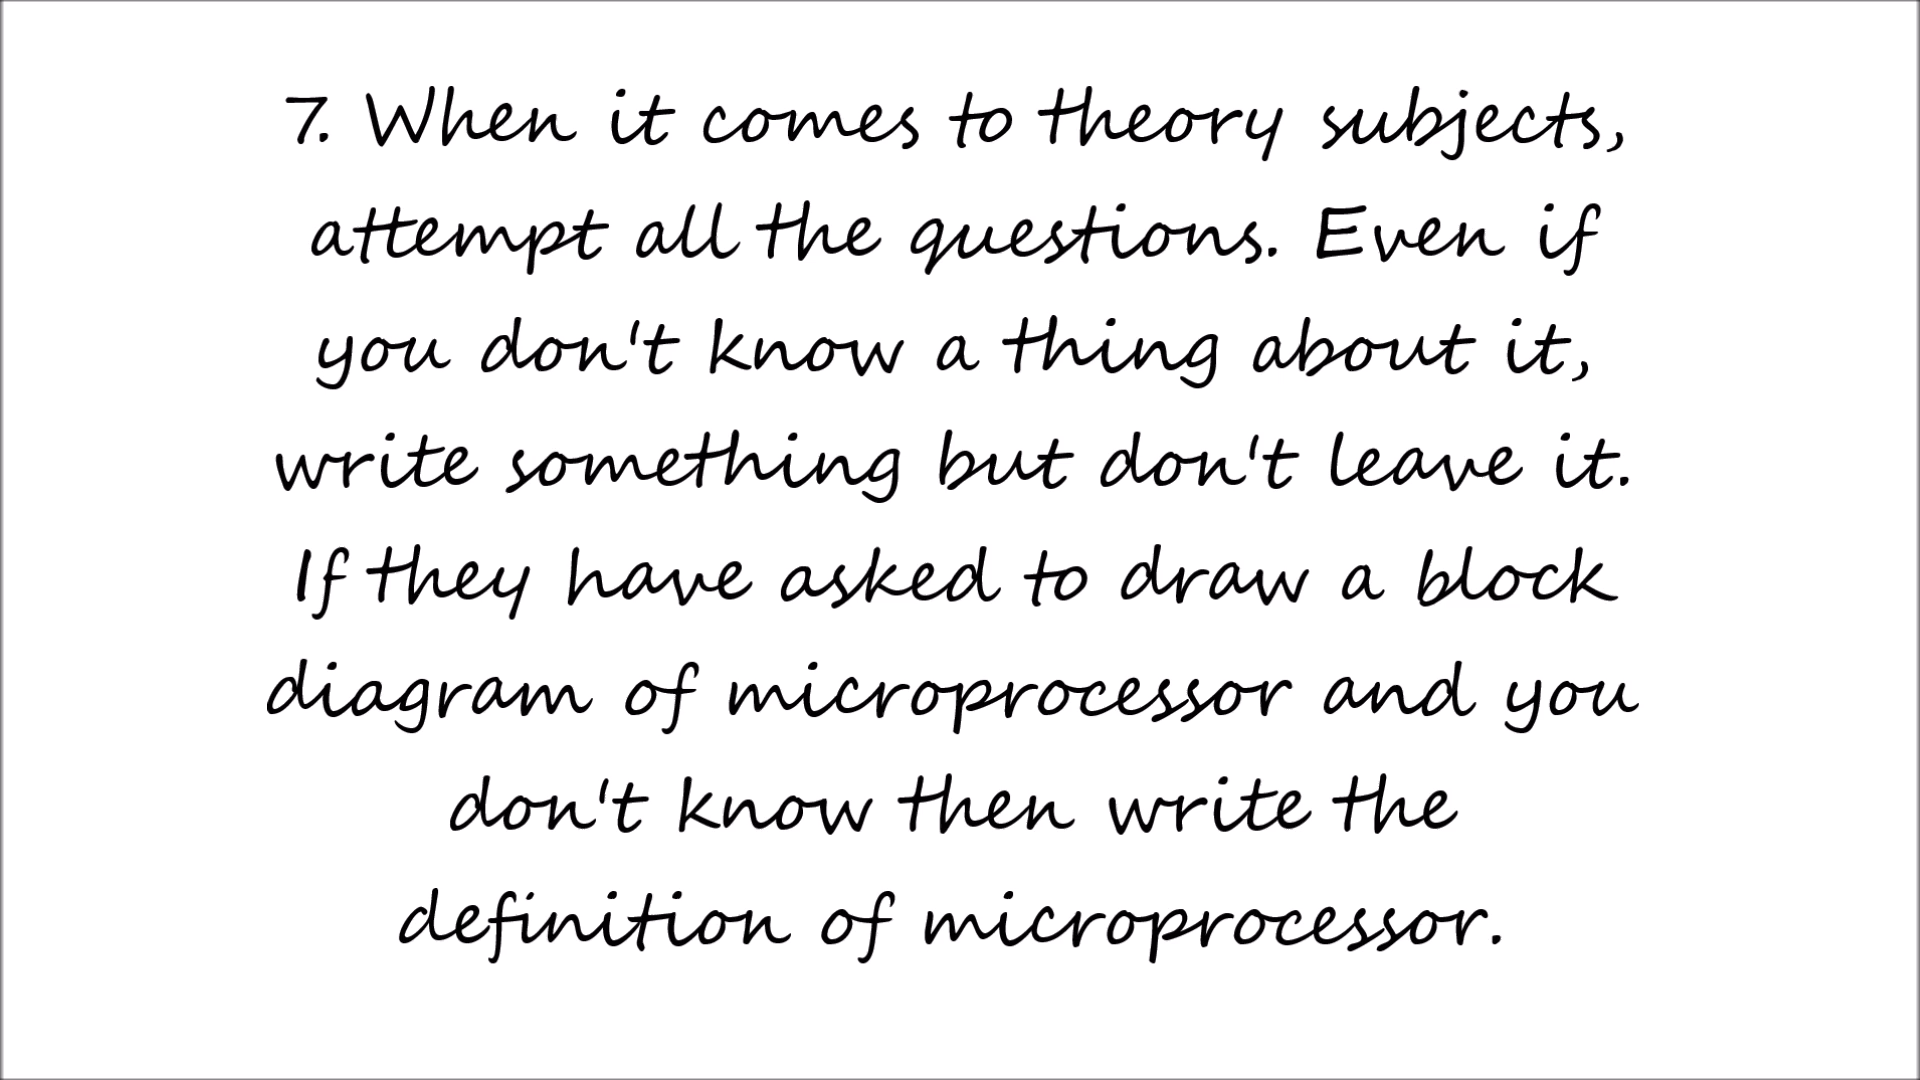 7. When it comes to theory subjects,
attempt all the questions. Even if
you don't know a thing about it,
write something but don't leave it.
If they have asked to draw a block
diagram of microprocessor and you
don't know then write the
definition of microprocessor.